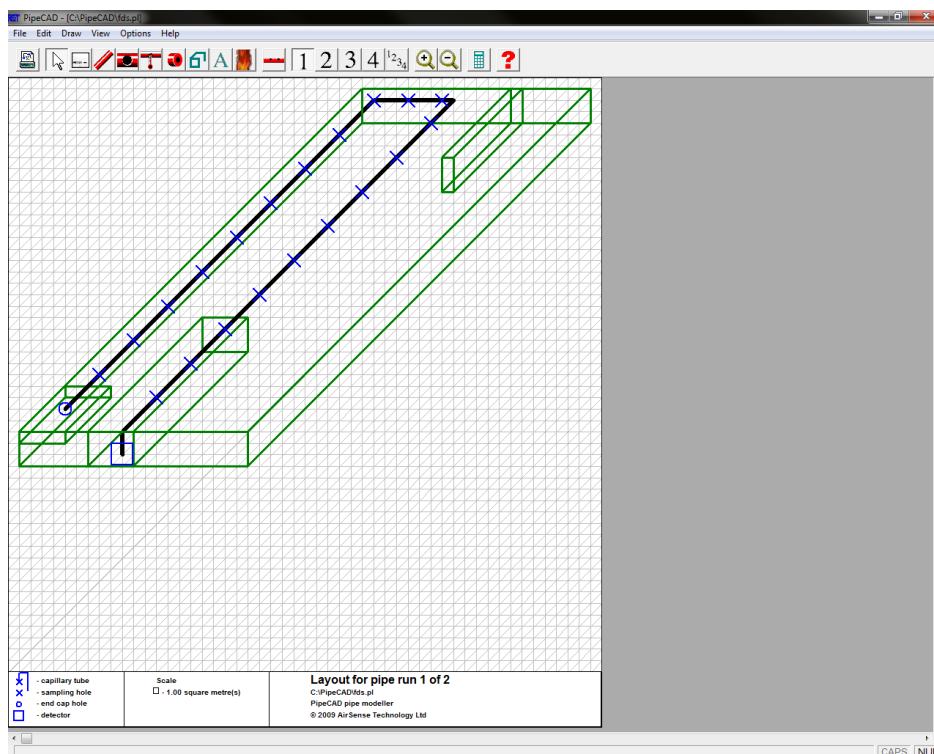 PipeCAD - [C:\PipeCAD\fds.pl]
File Edit Draw View Options Help
A 1 2 3 4 1234 ?
- capillary tube
- sampling hole
- end cap hole
- detector
Scale
- 1.00 square metre(s)
Layout for pipe run 1 of 2
C:\PipeCAD\fds.pl
PipeCAD pipe modeller
© 2009 AirSense Technology Ltd
CAPS NU